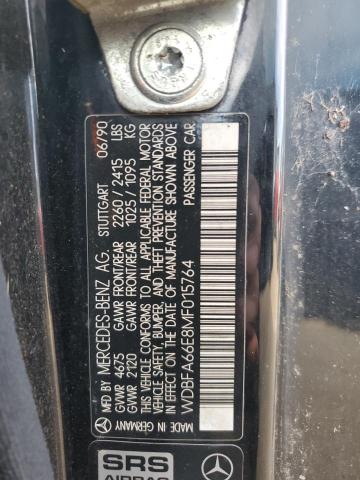 MERCEDES-BENZ AG. STUTTGART 06/90
GVWR 4675 GAWR FRONT/REAR 2260/2415 LBS
GVWR 2120 GAWR FRONT/REAR 1025/1095 KG
THIS VEHICLE CONFORMS TO ALL APPLICABLE FEDERAL MOTOR
VEHICLE SAFETY, BUMPER, AND THEFT PREVENTION STANDARDS
IN EFFECT ON THE DATE OF MANUFACTURE SHOWN ABOVE
WDBFA66E8MF015764 PASSENGER CAR
MADE IN GERMANY
SRS
AIRBAG